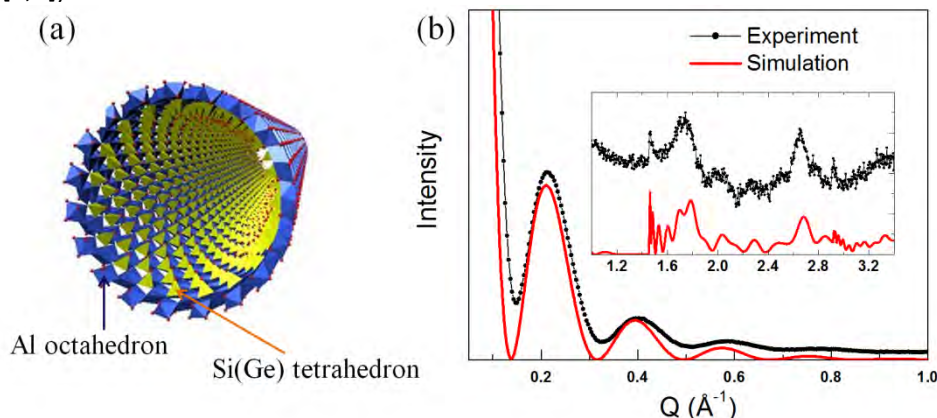 (a)
Al octahedron
Si(Ge) tetrahedron
(b)
Experiment
Simulation
Intensity
1.2 1.6 2.0 2.4 2.8 3.2
0.2 0.4 0.6 0.8 1.0
Q (Å⁻¹)